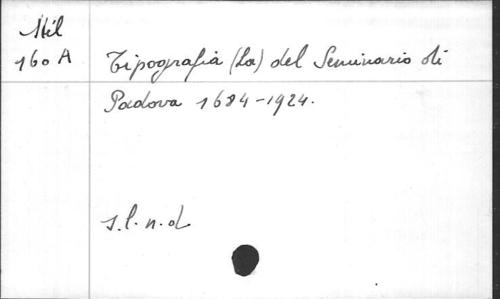 Mil
160 A
Tipografia (La) del Seminario di
Padova 1684-1924.
s.l.n.d